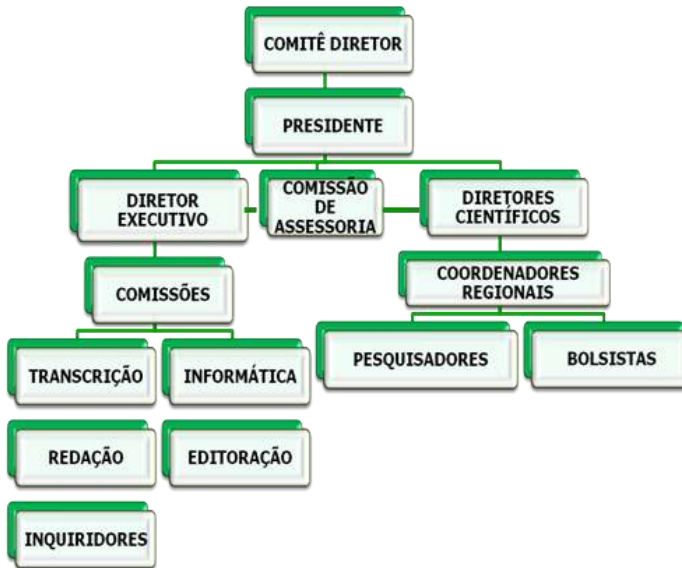 COMITÊ DIRETOR
PRESIDENTE
DIRETOR
EXECUTIVO
COMISSÃO
DE
ASSESSORIA
DIRETORES
CIENTÍFICOS
COMISSÕES
COORDENADORES
REGIONAIS
TRANSCRIÇÃO
INFORMÁTICA
PESQUISADORES
BOLSISTAS
REDAÇÃO
EDITORAÇÃO
INQUIRIDORES